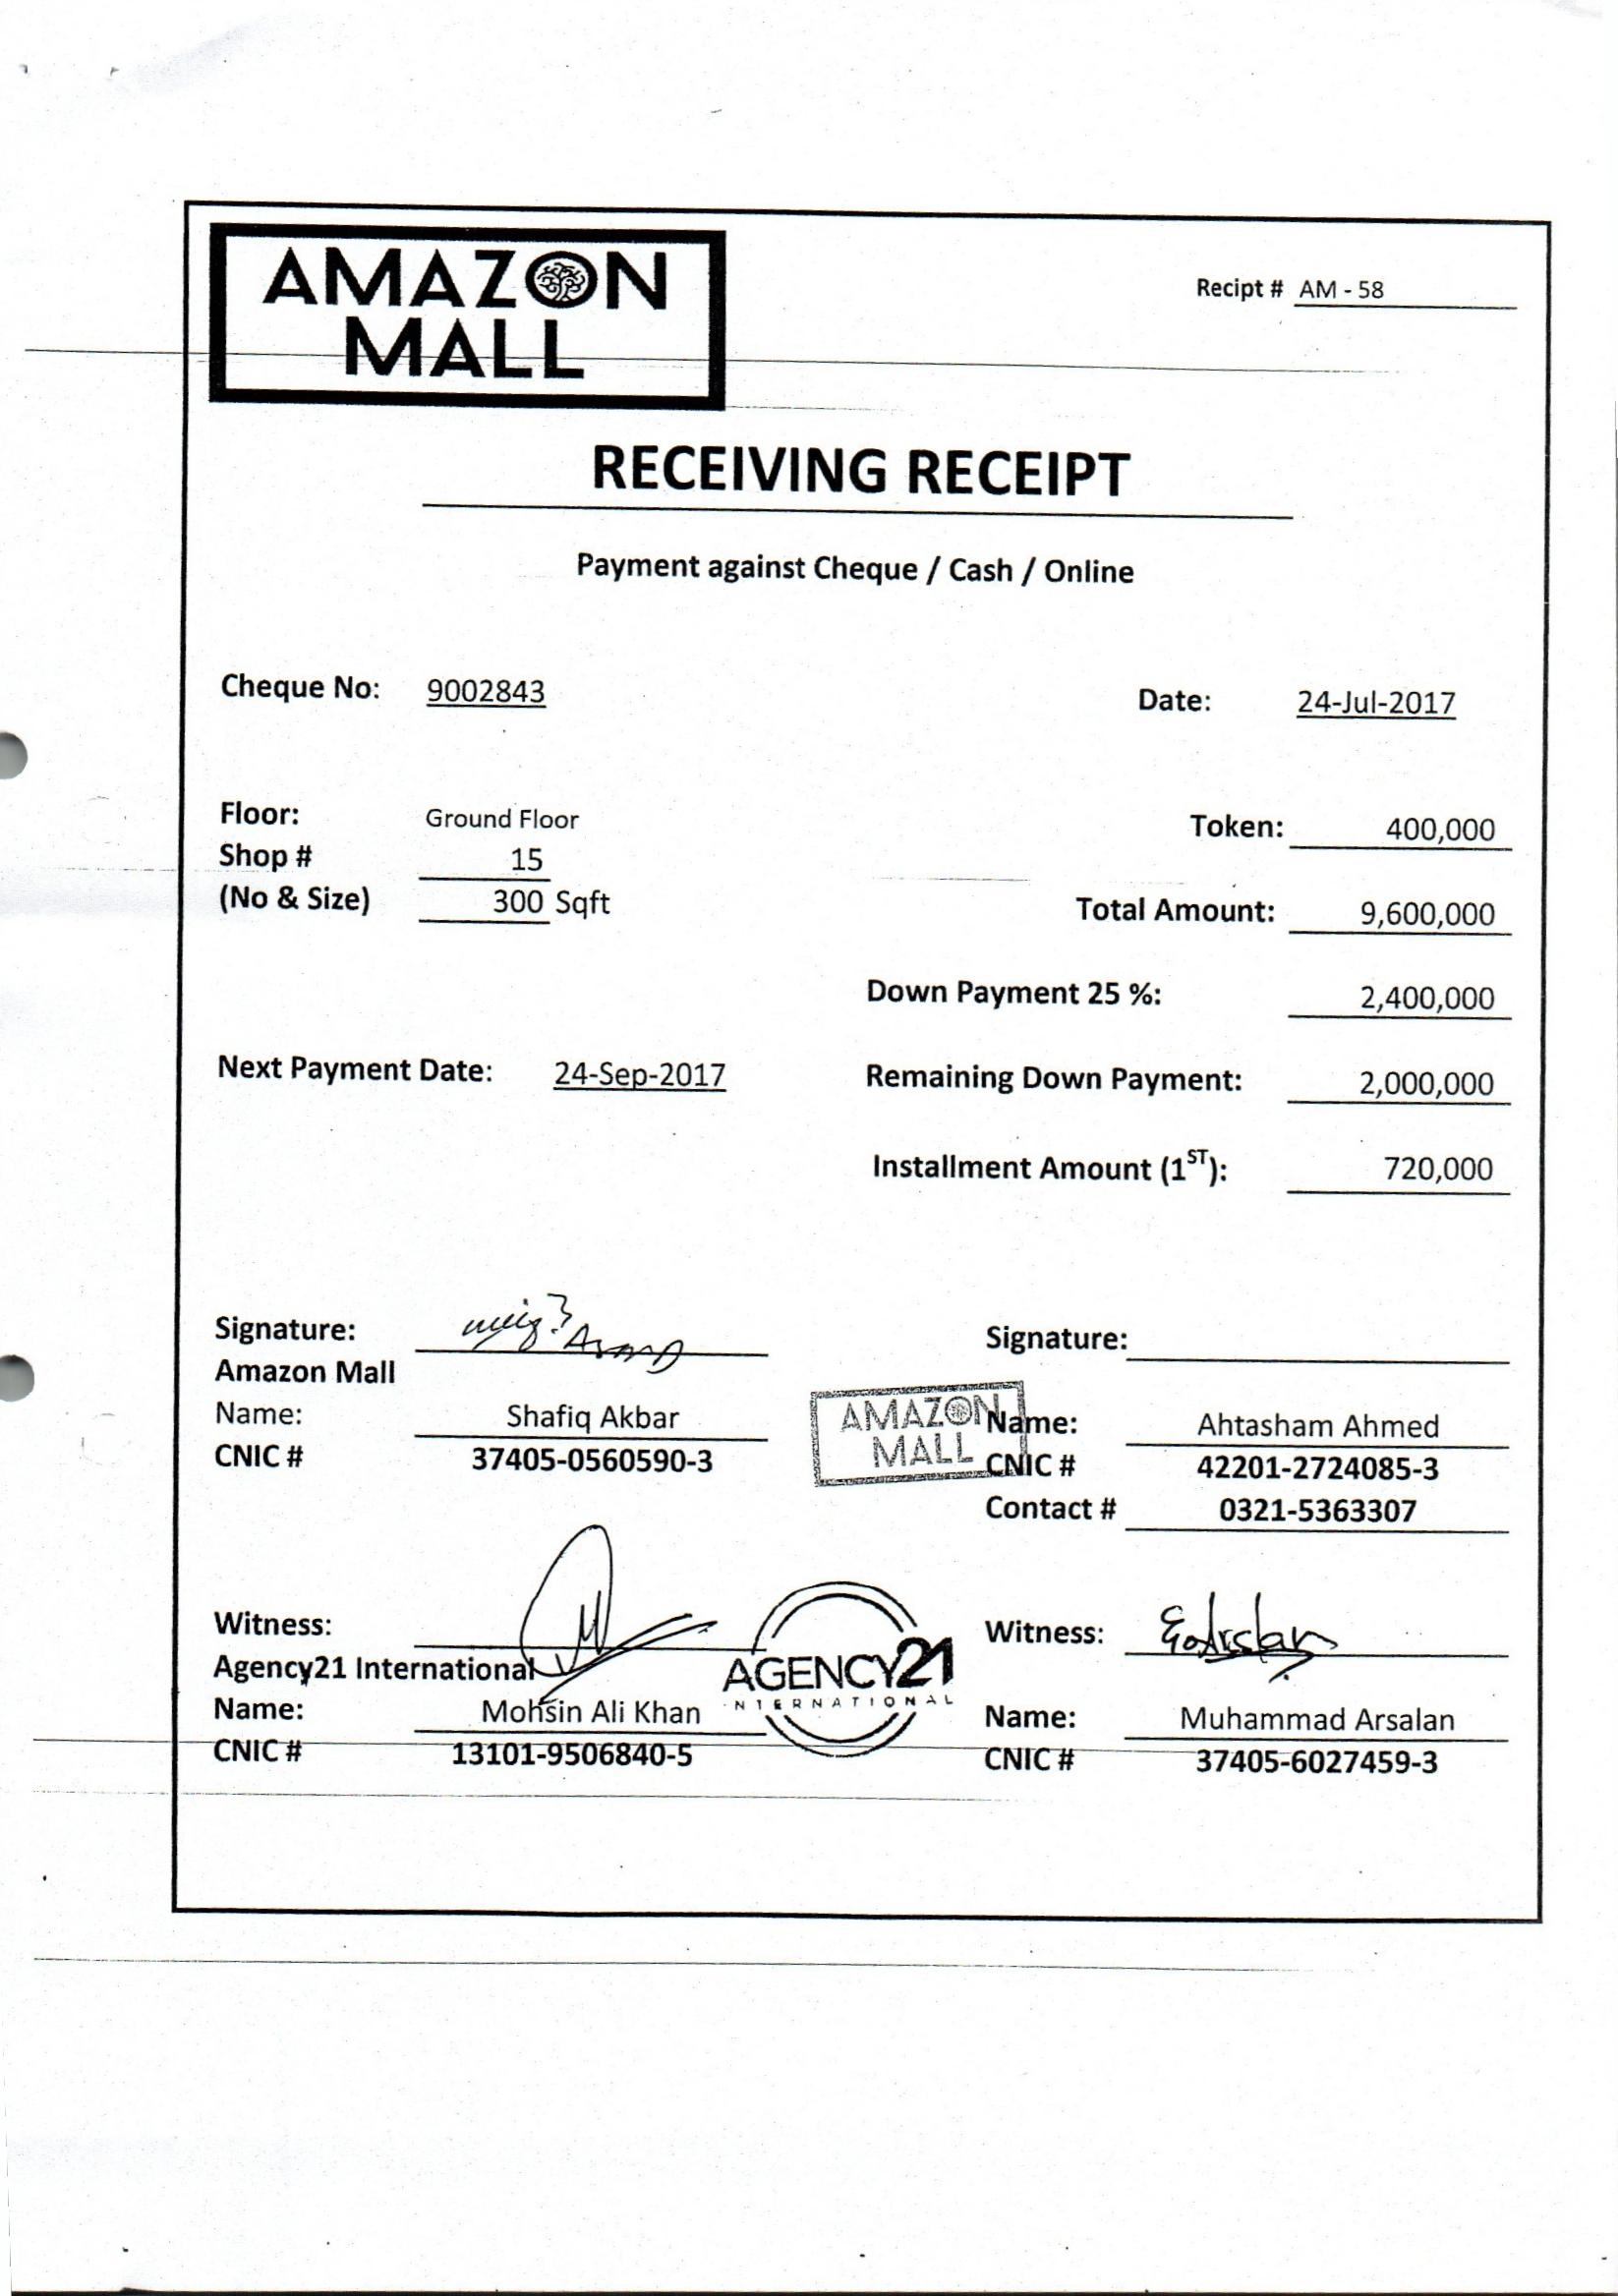 AMAZON
MALL
Recipt # AM - 58
RECEIVING RECEIPT
Payment against Cheque / Cash / Online
Cheque No: 9002843
Date: 24-Jul-2017
Floor: Ground Floor
Token: 400,000
Shop # 15
(No & Size) 300 Sqft
Total Amount: 9,600,000
Down Payment 25 %: 2,400,000
Next Payment Date: 24-Sep-2017
Remaining Down Payment: 2,000,000
Installment Amount (1ST): 720,000
Signature:
Amazon Mall
Name: Shafiq Akbar
CNIC # 37405-0560590-3
AMAZON
MALL
Signature:
Name: Ahtasham Ahmed
CNIC # 42201-2724085-3
Contact # 0321-5363307
Witness:
Agency21 International
Name: Mohsin Ali Khan
CNIC # 13101-9506840-5
AGENCY21
INTERNATIONAL
Witness:
Name: Muhammad Arsalan
CNIC # 37405-6027459-3